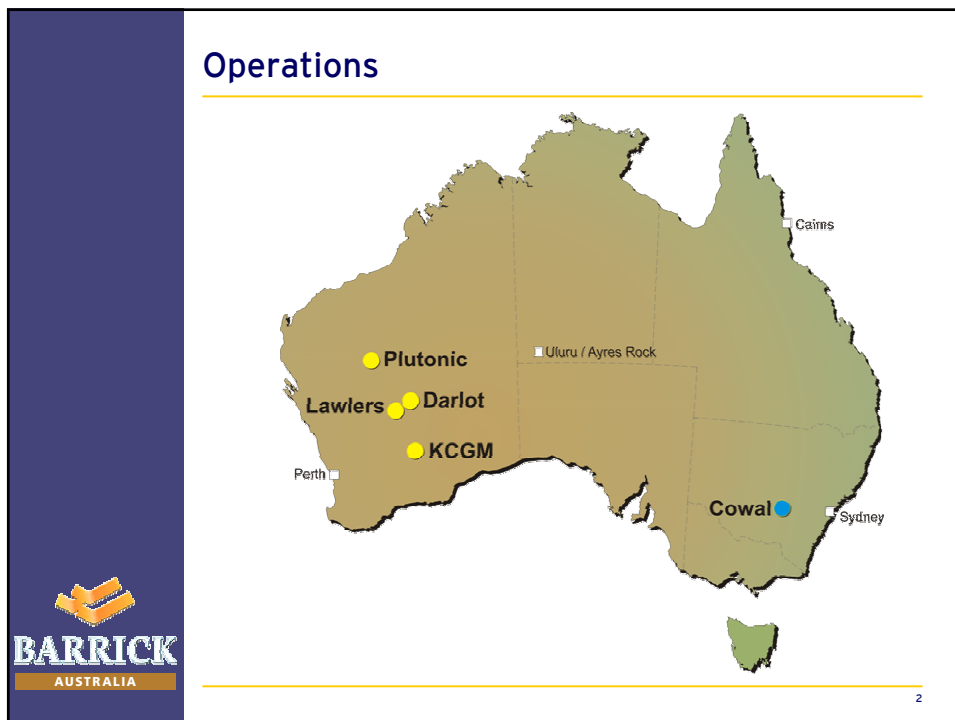 Operations
Cairns
Uluru / Ayres Rock
Plutonic
Darlot
Lawlers
KCGM
Perth
Cowal
Sydney
BARRICK
AUSTRALIA
2